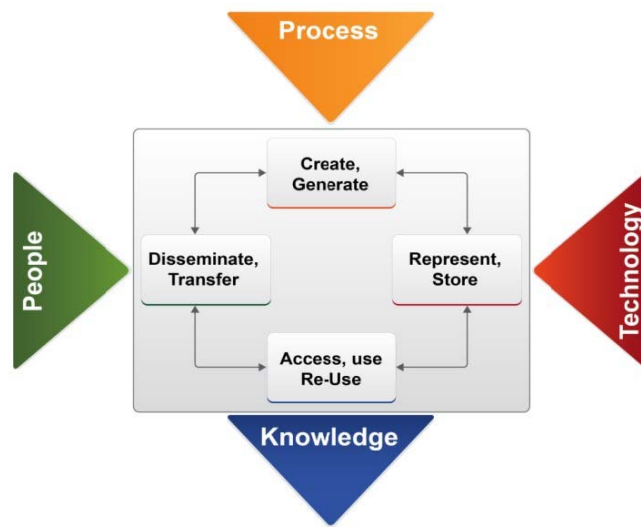 Process
Create,
Generate
People
Disseminate,
Transfer
Represent,
Store
Technology
Access, use
Re-Use
Knowledge